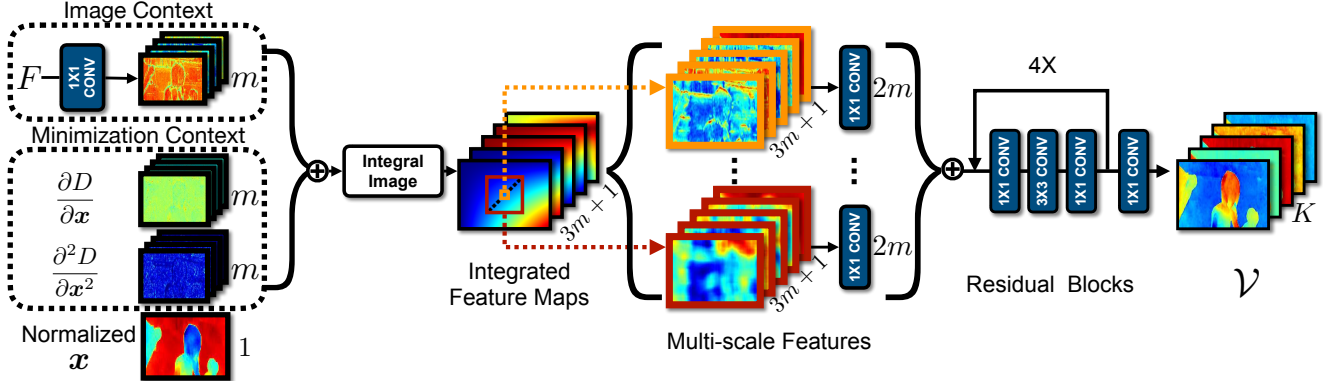 Image Context
F
1X1 CONV
m
Minimization Context
∂D
∂x
m
∂²D
∂x²
m
Normalized
x
1
Integral
Image
3m + 1
Integrated
Feature Maps
3m + 1
1X1 CONV
2m
3m + 1
1X1 CONV
2m
Multi-scale Features
4X
1X1 CONV
3X3 CONV
1X1 CONV
1X1 CONV
K
Residual Blocks
𝒱